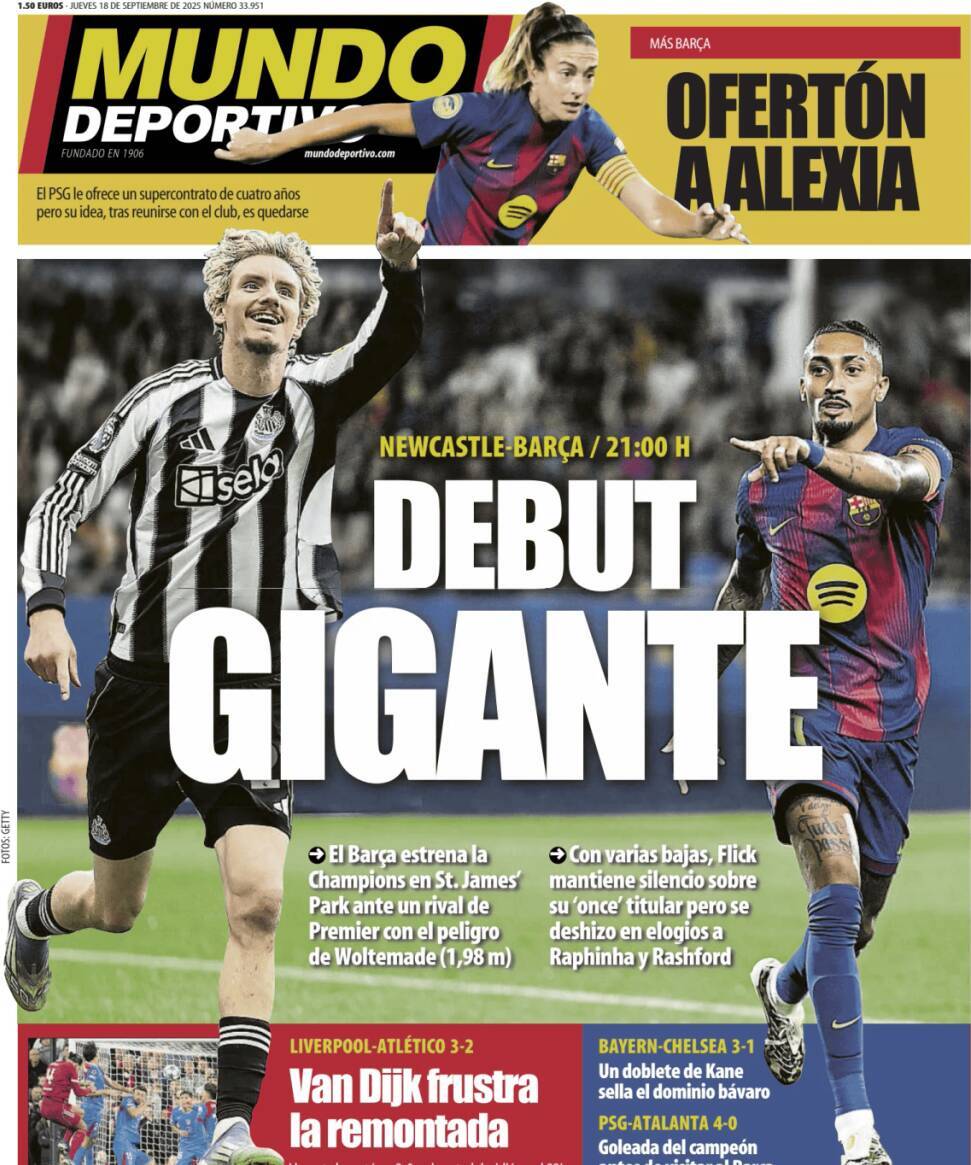 1.50 EUROS · JUEVES 18 DE SEPTIEMBRE DE 2025 NÚMERO 33.951
MUNDO
DEPORTIVO
FUNDADO EN 1906
mundodeportivo.com
El PSG le ofrece un supercontrato de cuatro años
pero su idea, tras reunirse con el club, es quedarse
MÁS BARÇA
OFERTÓN
A ALEXIA
NEWCASTLE-BARÇA / 21:00 H
DEBUT
GIGANTE
sela
El Barça estrena la
Champions en St. James'
Park ante un rival de
Premier con el peligro
de Woltemade (1,98 m)
Con varias bajas, Flick
mantiene silencio sobre
su 'once' titular pero se
deshizo en elogios a
Raphinha y Rashford
FOTOS: GETTY
LIVERPOOL-ATLÉTICO 3-2
Van Dijk frustra
la remontada
BAYERN-CHELSEA 3-1
Un doblete de Kane
sella el dominio bávaro
PSG-ATALANTA 4-0
Goleada del campeón
antes de visitar el Barça